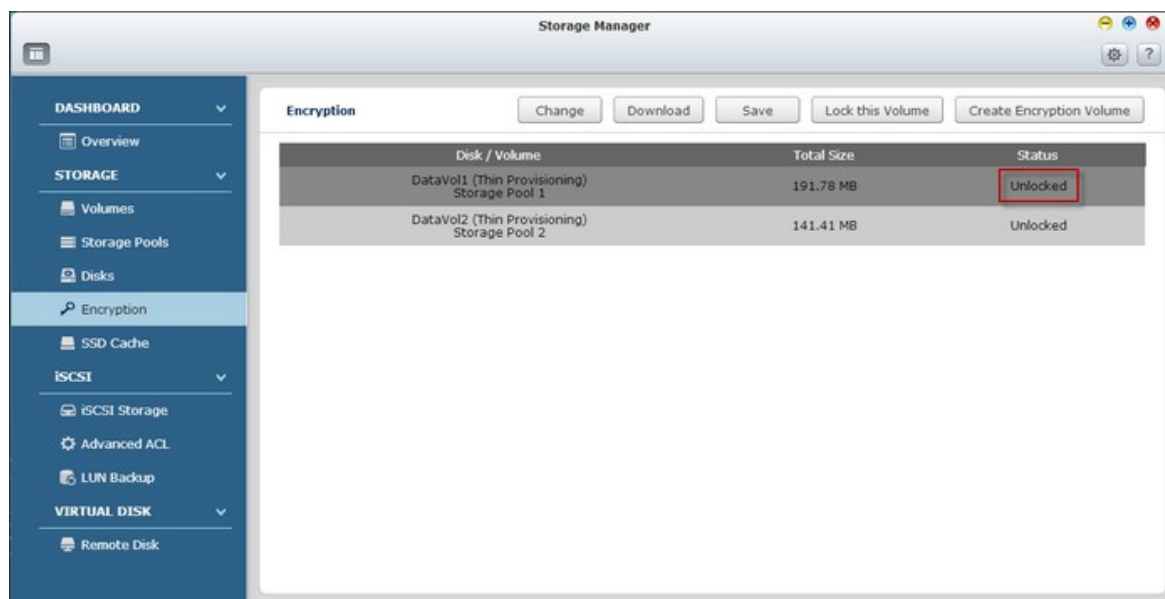 Storage Manager
?
DASHBOARD
Overview
STORAGE
Volumes
Storage Pools
Disks
Encryption
SSD Cache
iSCSI
iSCSI Storage
Advanced ACL
LUN Backup
VIRTUAL DISK
Remote Disk
Encryption Change Download Save Lock this Volume Create Encryption Volume
Disk / Volume Total Size Status
DataVol1 (Thin Provisioning)
Storage Pool 1
191.78 MB Unlocked
DataVol2 (Thin Provisioning)
Storage Pool 2
141.41 MB Unlocked